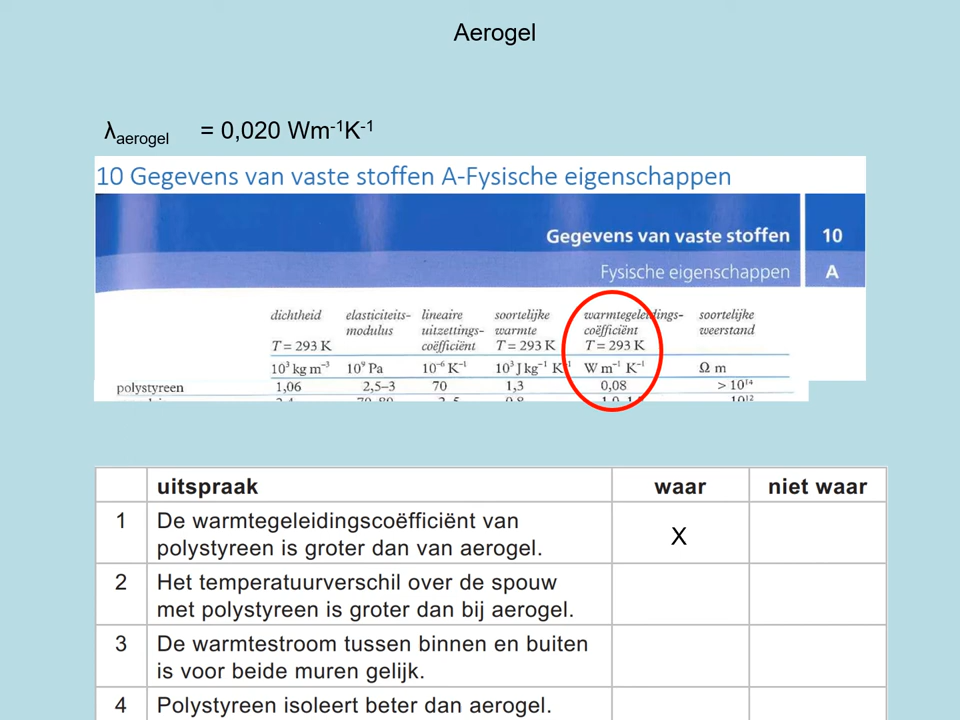 Aerogel
λaerogel = 0,020 Wm⁻¹K⁻¹
10 Gegevens van vaste stoffen A-Fysische eigenschappen
Gegevens van vaste stoffen 10
Fysische eigenschappen A
dichtheid elasticiteits- lineaire soortelijke warmtegeleidings- soortelijke
modulus uitzettings- warmte coëfficiënt weerstand
T = 293 K coëfficiënt T = 293 K T = 293 K
10³ kg m⁻³ 10⁹ Pa 10⁻⁶ K⁻¹ 10³ J kg⁻¹ K⁻¹ W m⁻¹ K⁻¹ Ω m
polystyreen 1,06 2,5–3 70 1,3 0,08 > 10¹⁴
uitspraak waar niet waar
1 De warmtegeleidingscoëfficiënt van
polystyreen is groter dan van aerogel. X
2 Het temperatuurverschil over de spouw
met polystyreen is groter dan bij aerogel.
3 De warmtestroom tussen binnen en buiten
is voor beide muren gelijk.
4 Polystyreen isoleert beter dan aerogel.